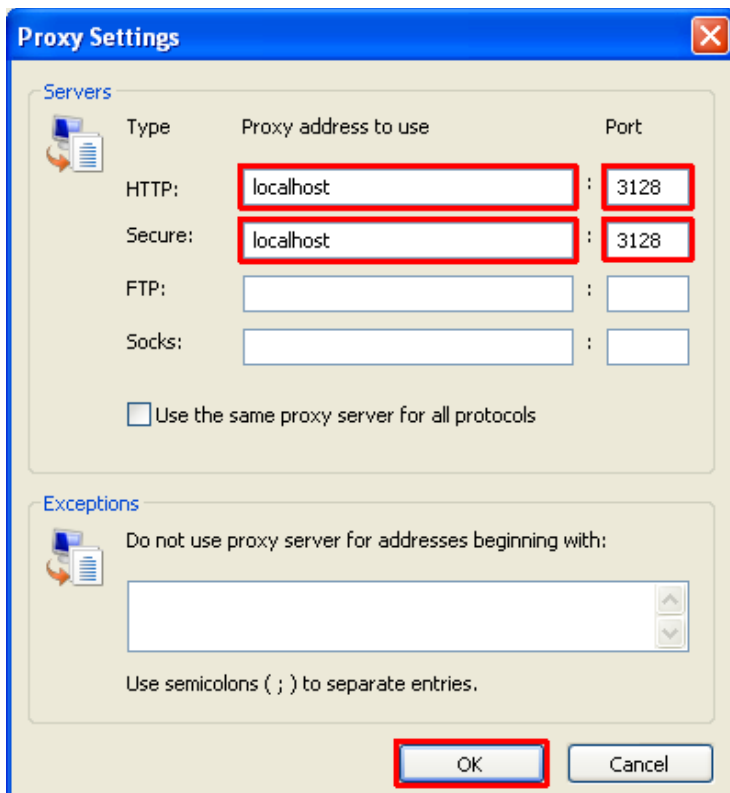 Proxy Settings
Servers
Type Proxy address to use Port
HTTP: localhost : 3128
Secure: localhost : 3128
FTP: :
Socks: :
Use the same proxy server for all protocols
Exceptions
Do not use proxy server for addresses beginning with:
Use semicolons ( ; ) to separate entries.
OK Cancel